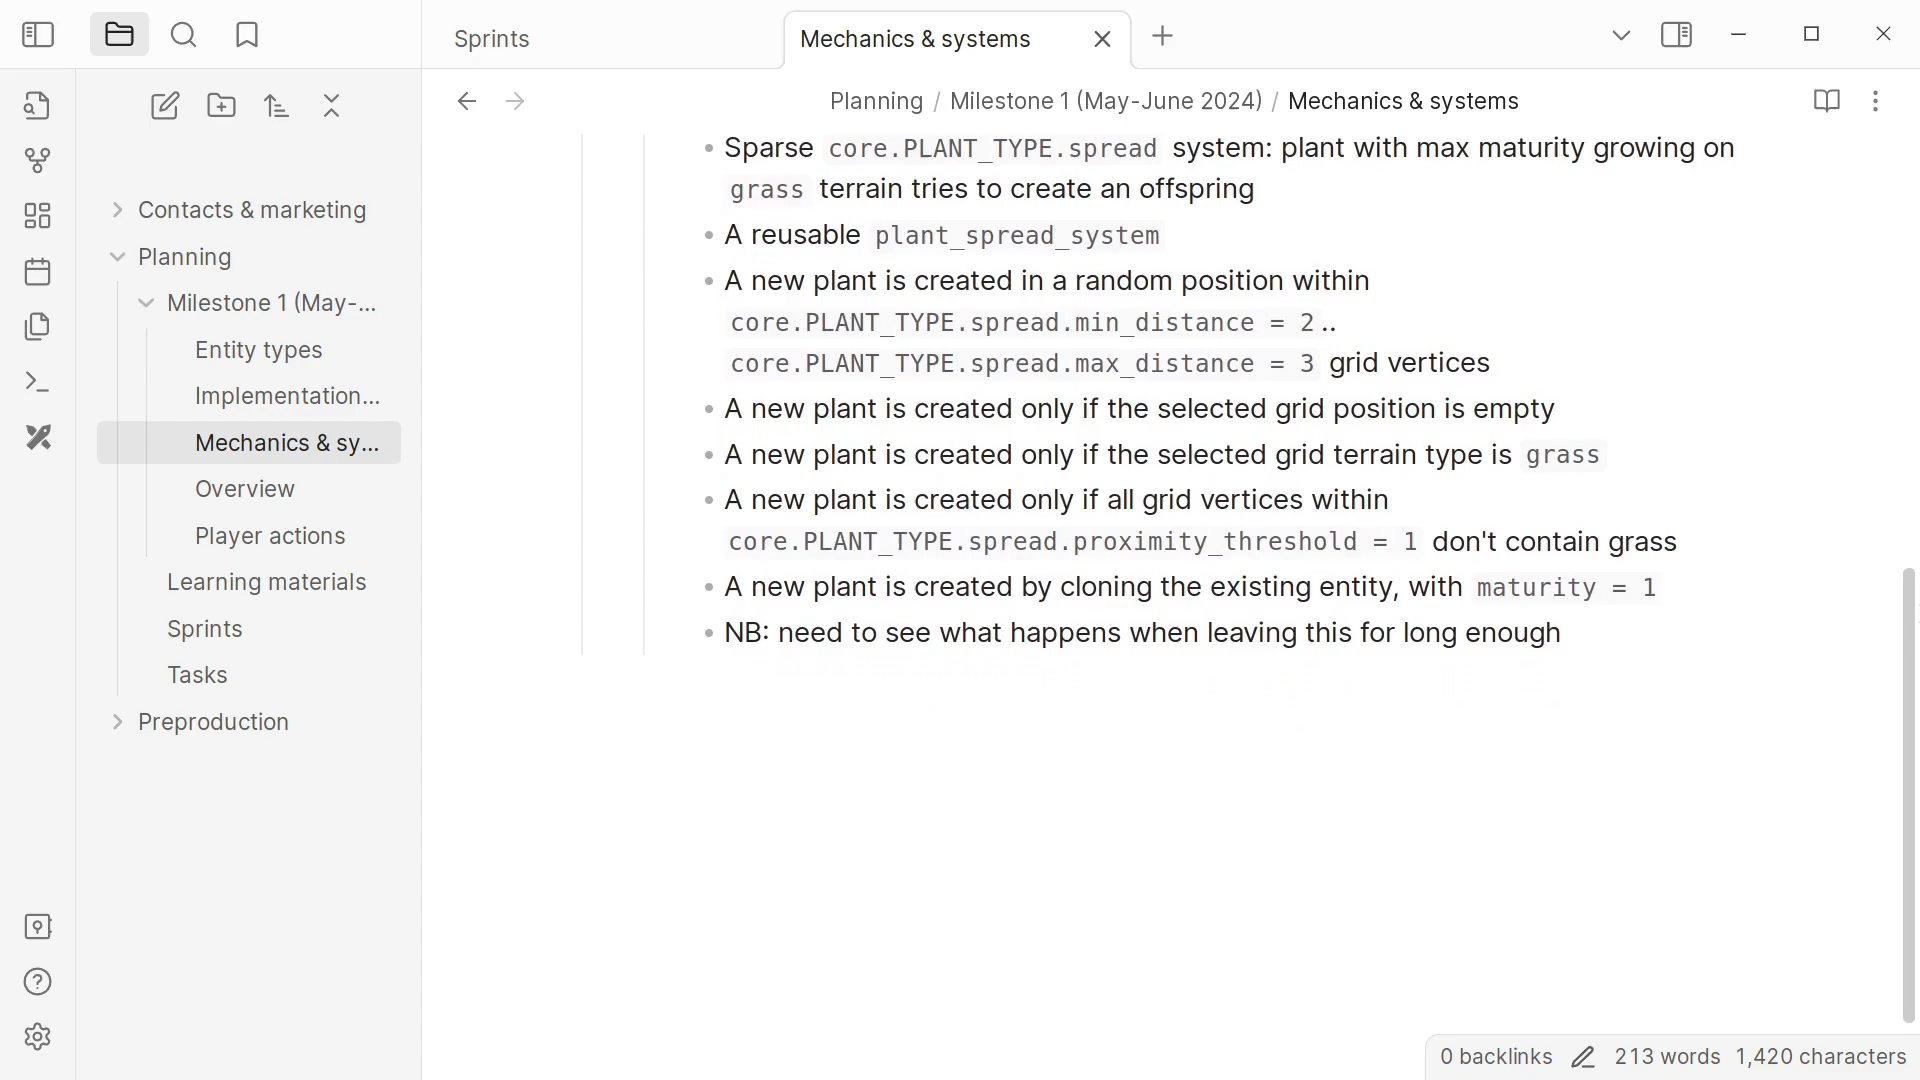 Sprints
Mechanics & systems
Planning / Milestone 1 (May-June 2024) / Mechanics & systems
Contacts & marketing
Planning
Milestone 1 (May-...
Entity types
Implementation...
Mechanics & sy...
Overview
Player actions
Learning materials
Sprints
Tasks
Preproduction
Sparse core.PLANT_TYPE.spread system: plant with max maturity growing on
grass terrain tries to create an offspring
A reusable plant_spread_system
A new plant is created in a random position within
core.PLANT_TYPE.spread.min_distance = 2..
core.PLANT_TYPE.spread.max_distance = 3 grid vertices
A new plant is created only if the selected grid position is empty
A new plant is created only if the selected grid terrain type is grass
A new plant is created only if all grid vertices within
core.PLANT_TYPE.spread.proximity_threshold = 1 don't contain grass
A new plant is created by cloning the existing entity, with maturity = 1
NB: need to see what happens when leaving this for long enough
0 backlinks 213 words 1,420 characters